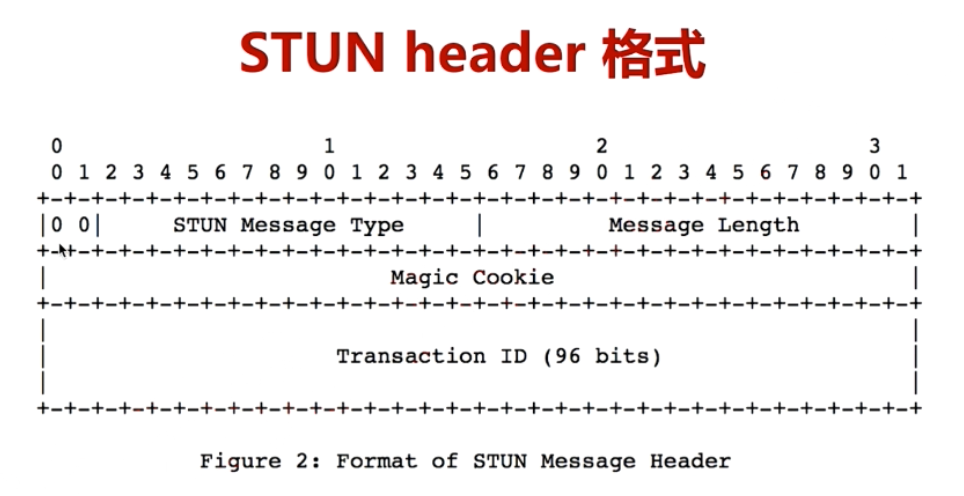 STUN header 格式
0 1 2 3
0 1 2 3 4 5 6 7 8 9 0 1 2 3 4 5 6 7 8 9 0 1 2 3 4 5 6 7 8 9 0 1
+-+-+-+-+-+-+-+-+-+-+-+-+-+-+-+-+-+-+-+-+-+-+-+-+-+-+-+-+-+-+-+-+
|0 0| STUN Message Type | Message Length |
+-+-+-+-+-+-+-+-+-+-+-+-+-+-+-+-+-+-+-+-+-+-+-+-+-+-+-+-+-+-+-+-+
| Magic Cookie |
+-+-+-+-+-+-+-+-+-+-+-+-+-+-+-+-+-+-+-+-+-+-+-+-+-+-+-+-+-+-+-+-+
| |
| Transaction ID (96 bits) |
| |
+-+-+-+-+-+-+-+-+-+-+-+-+-+-+-+-+-+-+-+-+-+-+-+-+-+-+-+-+-+-+-+-+
Figure 2: Format of STUN Message Header